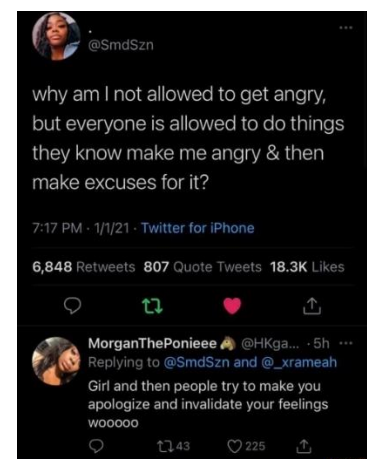 .
@SmdSzn
why am I not allowed to get angry,
but everyone is allowed to do things
they know make me angry & then
make excuses for it?
7:17 PM · 1/1/21 · Twitter for iPhone
6,848 Retweets 807 Quote Tweets 18.3K Likes
MorganThePonieee 🐴 @HKga... · 5h
Replying to @SmdSzn and @_xrameah
Girl and then people try to make you
apologize and invalidate your feelings
wooooo
43 225